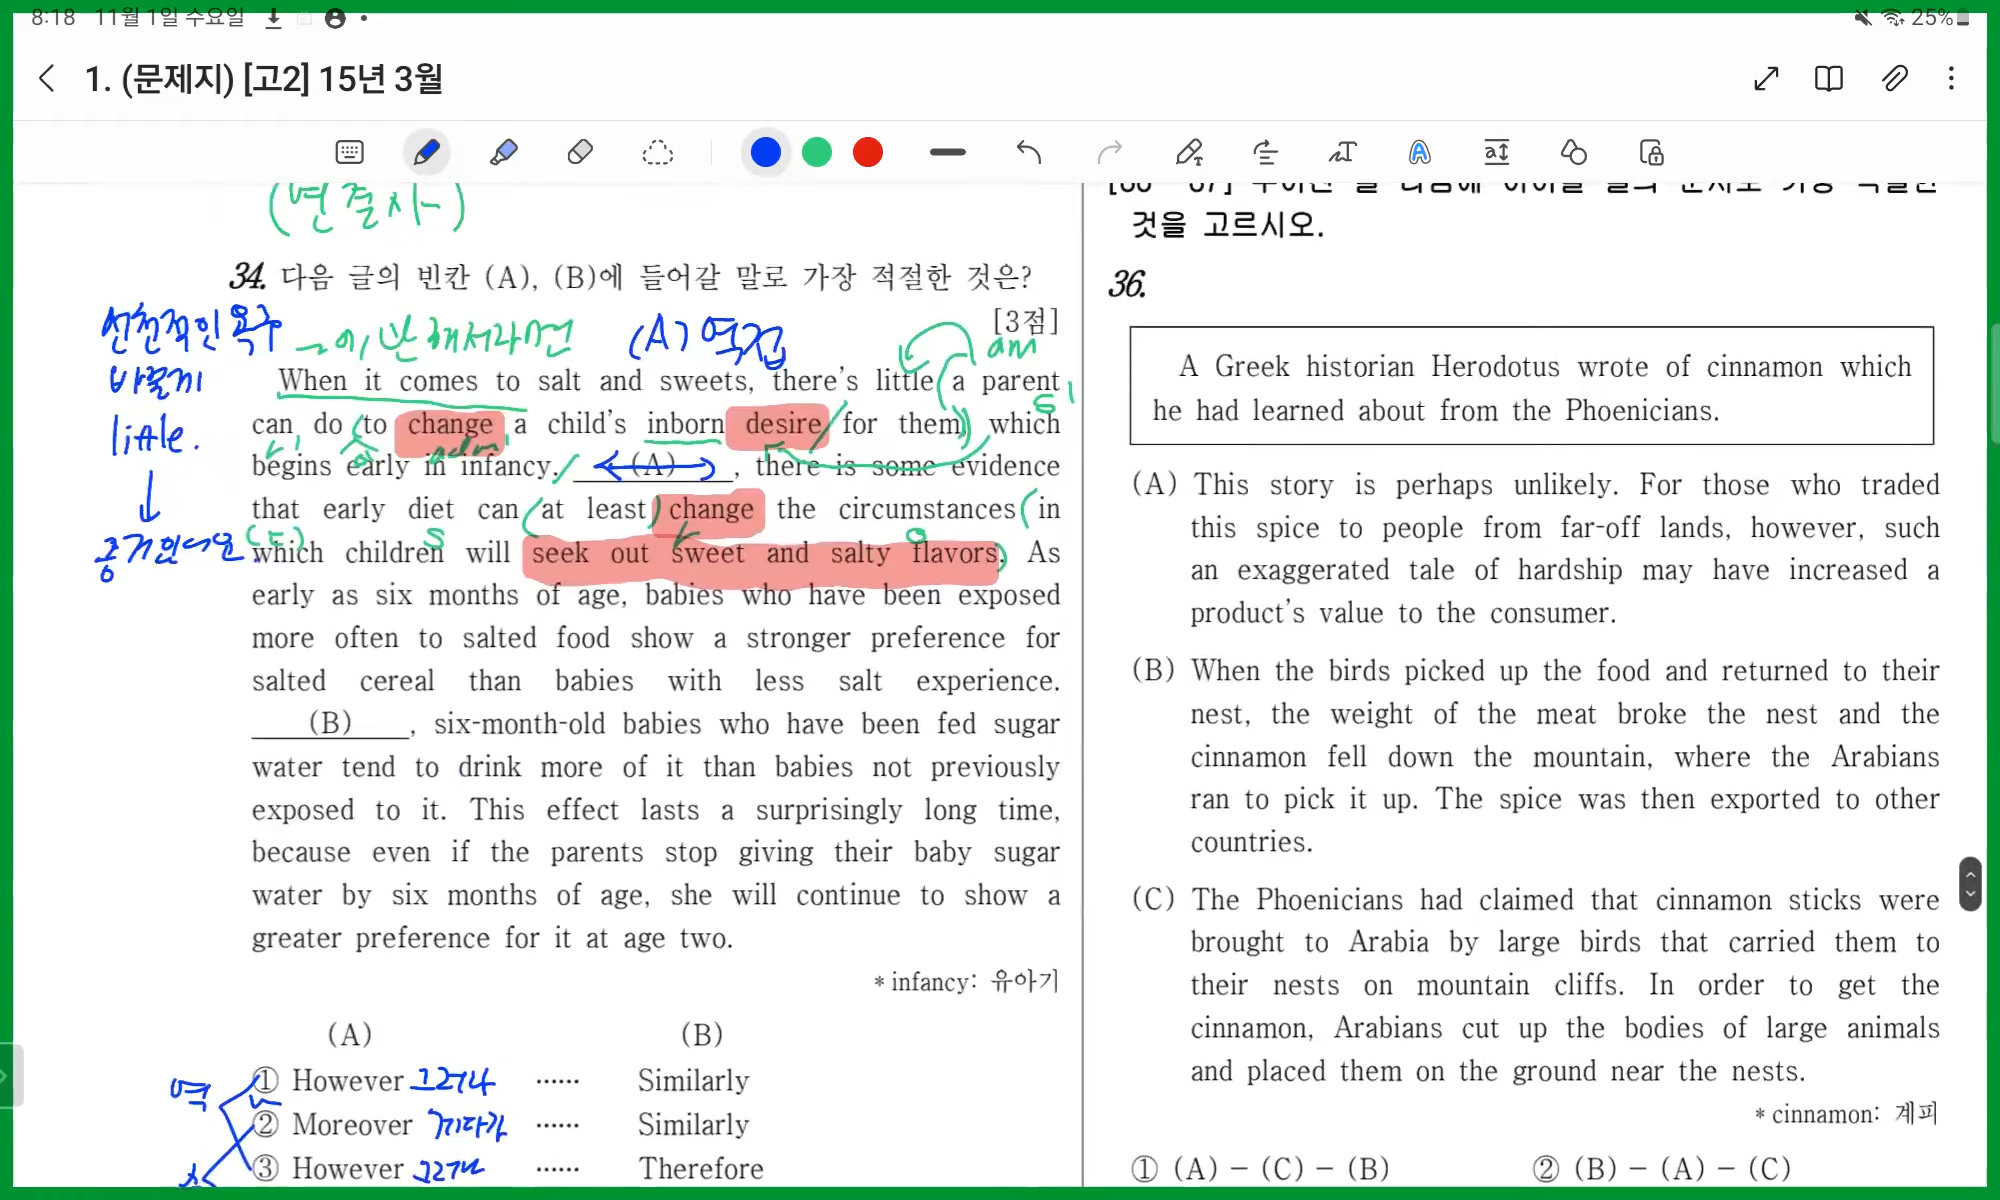 8:18 11월 1일 수요일
25%
1. (문제지) [고2] 15년 3월
(연결사)
34. 다음 글의 빈칸 (A), (B)에 들어갈 말로 가장 적절한 것은?
[3점]
선천적인 욕구
바꿀게
little.
~에 관해서라면
(A) 역접
When it comes to salt and sweets, there's little a parent
can do to change a child's inborn desire for them, which
begins early in infancy. (A) , there is some evidence
that early diet can at least change the circumstances in
which children will seek out sweet and salty flavors. As
early as six months of age, babies who have been exposed
more often to salted food show a stronger preference for
salted cereal than babies with less salt experience.
(B) , six-month-old babies who have been fed sugar
water tend to drink more of it than babies not previously
exposed to it. This effect lasts a surprisingly long time,
because even if the parents stop giving their baby sugar
water by six months of age, she will continue to show a
greater preference for it at age two.
* infancy: 유아기
(A) (B)
① However 그러나 ······ Similarly
② Moreover 게다가 ······ Similarly
③ However 그러나 ······ Therefore
역
것을 고르시오.
36.
A Greek historian Herodotus wrote of cinnamon which
he had learned about from the Phoenicians.
(A) This story is perhaps unlikely. For those who traded
this spice to people from far-off lands, however, such
an exaggerated tale of hardship may have increased a
product's value to the consumer.
(B) When the birds picked up the food and returned to their
nest, the weight of the meat broke the nest and the
cinnamon fell down the mountain, where the Arabians
ran to pick it up. The spice was then exported to other
countries.
(C) The Phoenicians had claimed that cinnamon sticks were
brought to Arabia by large birds that carried them to
their nests on mountain cliffs. In order to get the
cinnamon, Arabians cut up the bodies of large animals
and placed them on the ground near the nests.
* cinnamon: 계피
① (A) - (C) - (B) ② (B) - (A) - (C)